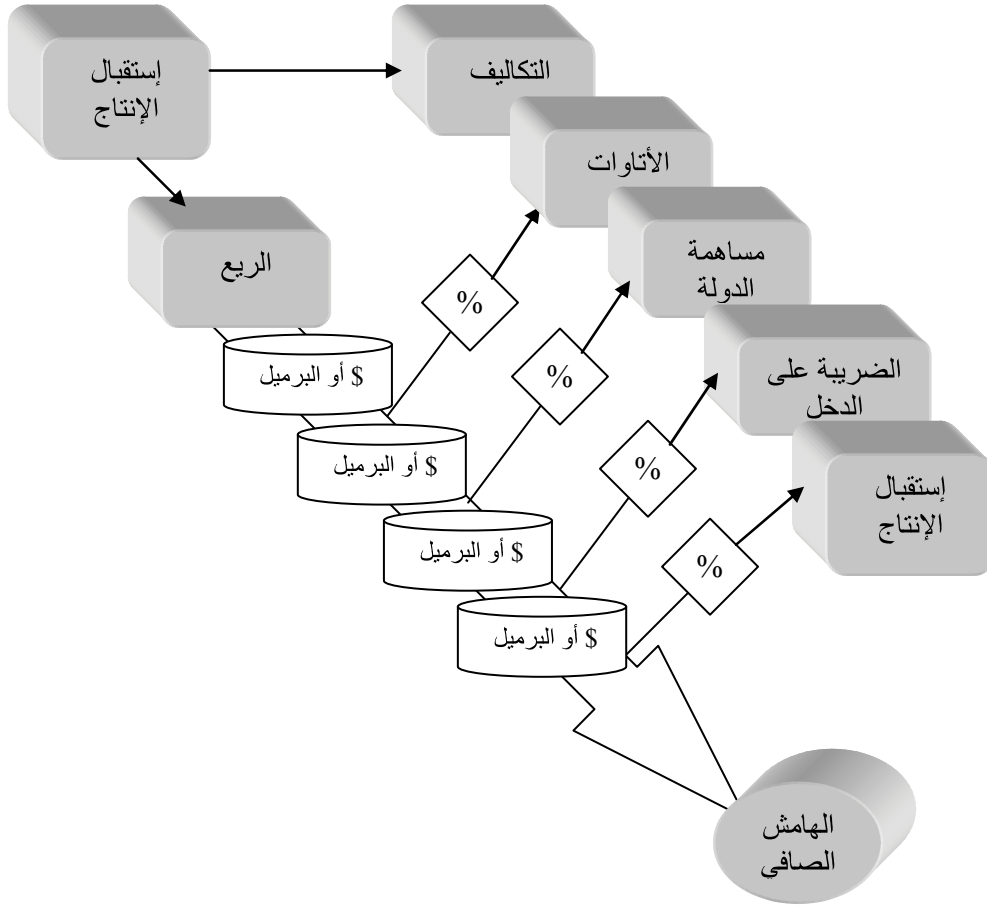 إستقبال
الإنتاج
التكاليف
الأتاوات
مساهمة
الدولة
الريع
%
%
$ أو البرميل
الضريبة على
الدخل
$ أو البرميل
%
إستقبال
الإنتاج
$ أو البرميل
%
$ أو البرميل
الهامش
الصافي